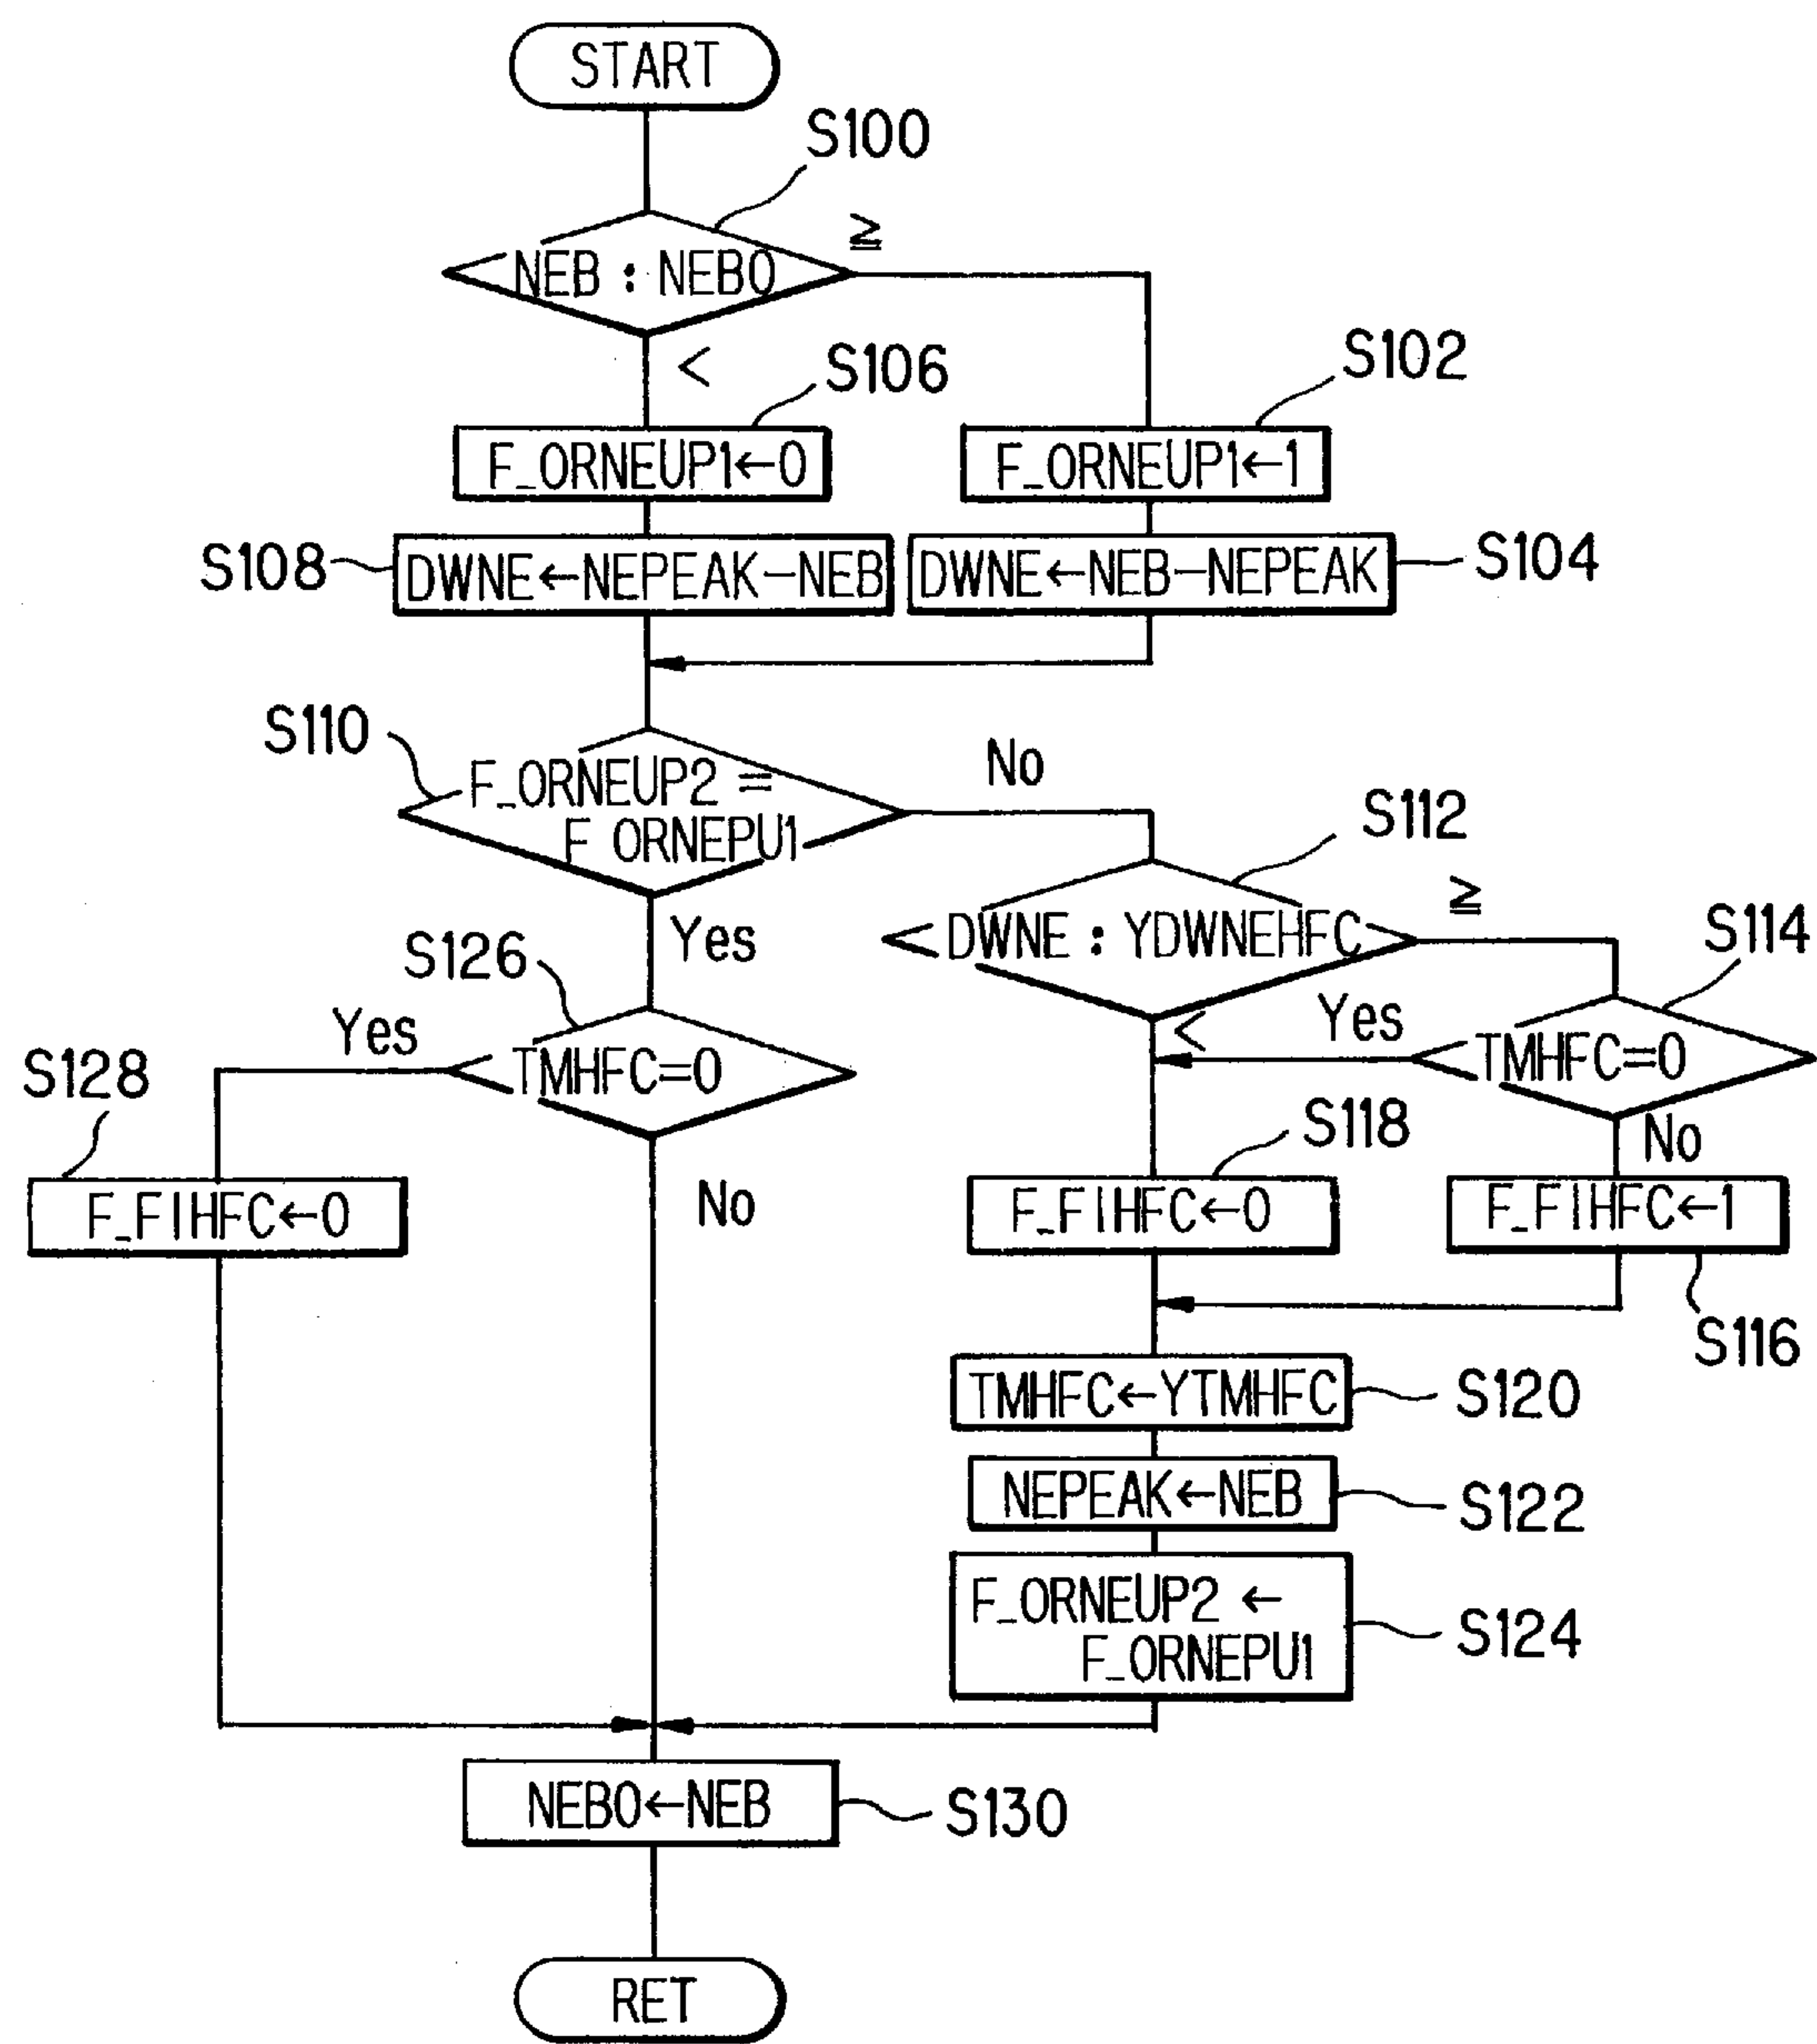 START
S100
NEB : NEBO
≧
<
S106
S102
F_ORNEUP1←0
F_ORNEUP1←1
S108
DWNE←NEPEAK−NEB
DWNE←NEB−NEPEAK
S104
S110
F_ORNEUP2 =
F ORNEPU1
No
Yes
S112
DWNE : YDWNEHFC
≧
<
S114
TMHFC=0
Yes
No
S126
TMHFC=0
Yes
No
S128
F_FIHFC←0
S118
F_FIHFC←0
F_FIHFC←1
S116
TMHFC←YTMHFC
S120
NEPEAK←NEB
S122
F_ORNEUP2 ←
F_ORNEPU1
S124
NEBO←NEB
S130
RET